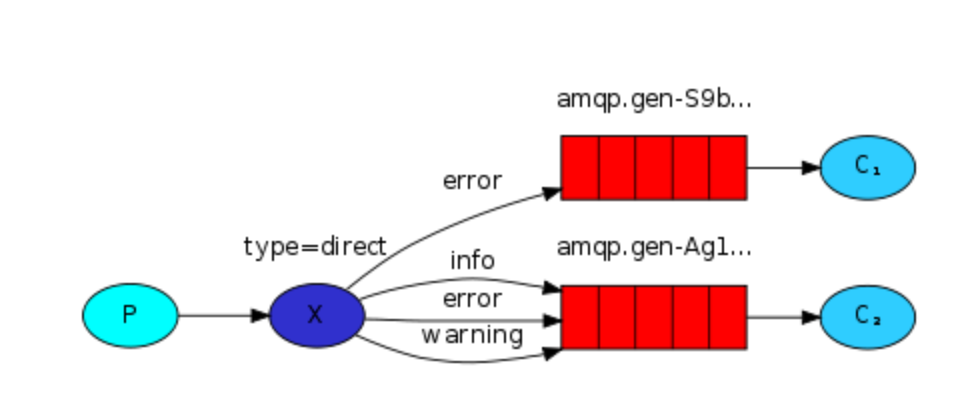 amqp.gen-S9b...
C₁
error
type=direct
amqp.gen-Ag1...
info
error
P
X
C₂
warning